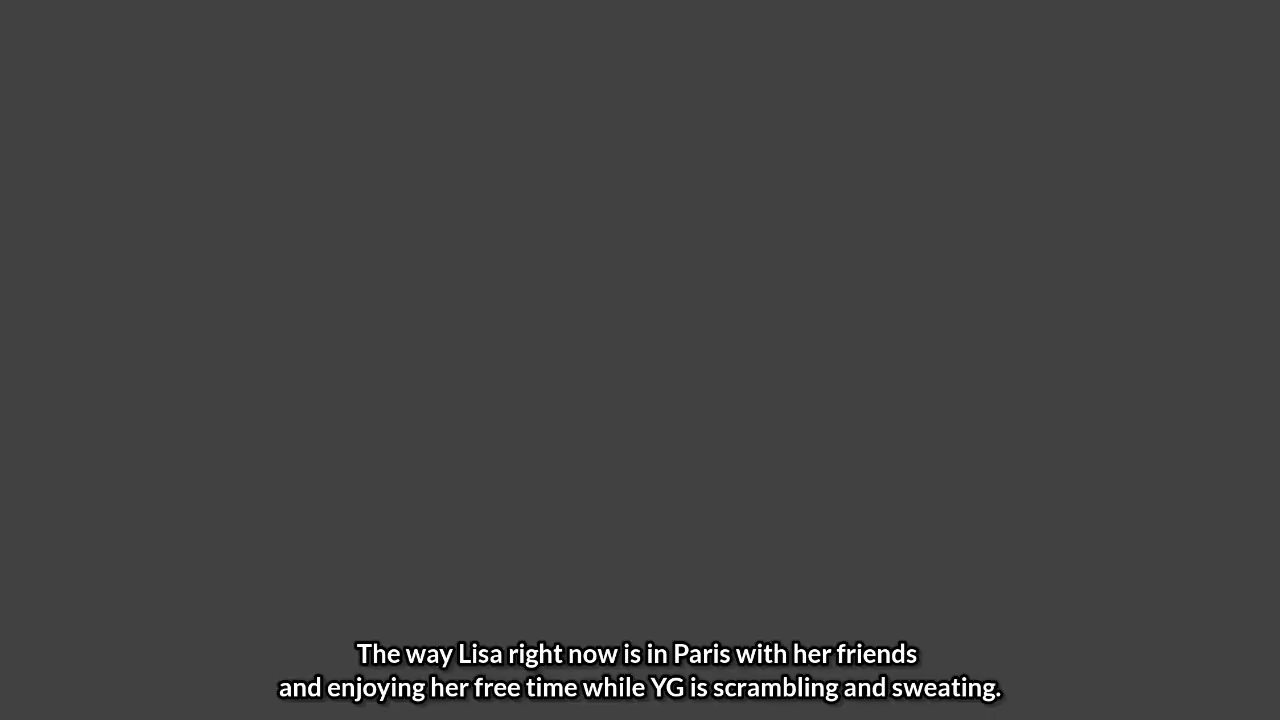 The way Lisa right now is in Paris with her friends
and enjoying her free time while YG is scrambling and sweating.